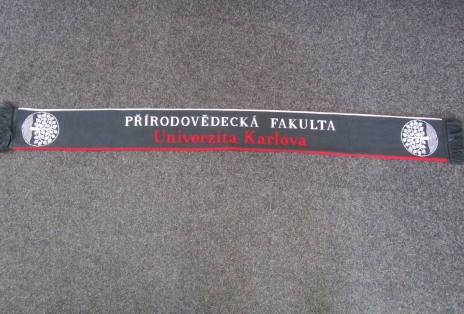 PŘÍRODOVĚDECKÁ FAKULTA
Univerzita Karlova